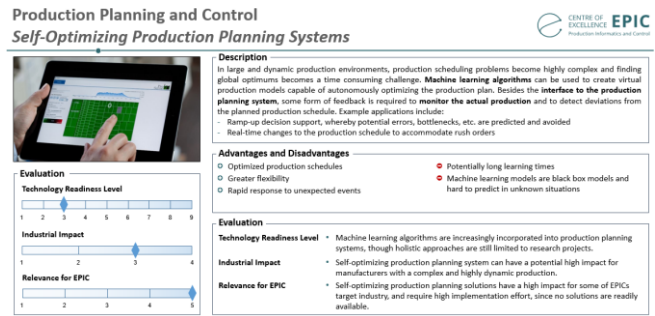 Production Planning and Control
Self-Optimizing Production Planning Systems
CENTRE OF
EXCELLENCE EPIC
Production Informatics and Control
Description
In large and dynamic production environments, production scheduling problems become highly complex and finding
global optimums becomes a time consuming challenge. Machine learning algorithms can be used to create virtual
production models capable of autonomously optimizing the production plan. Besides the interface to the production
planning system, some form of feedback is required to monitor the actual production and to detect deviations from
the planned production schedule. Example applications include:
- Ramp-up decision support, whereby potential errors, bottlenecks, etc. are predicted and avoided
- Real-time changes to the production schedule to accommodate rush orders
Advantages and Disadvantages
Optimized production schedules
Greater flexibility
Rapid response to unexpected events
Potentially long learning times
Machine learning models are black box models and
hard to predict in unknown situations
Evaluation
Technology Readiness Level
1 2 3 4 5 6 7 8 9
Industrial Impact
1 2 3 4
Relevance for EPIC
1 2 3 4 5
Evaluation
Technology Readiness Level • Machine learning algorithms are increasingly incorporated into production planning
systems, though holistic approaches are still limited to research projects.
Industrial Impact • Self-optimizing production planning system can have a potential high impact for
manufacturers with a complex and highly dynamic production.
Relevance for EPIC • Self-optimizing production planning solutions have a high impact for some of EPICs
target industry, and require high implementation effort, since no solutions are readily
available.